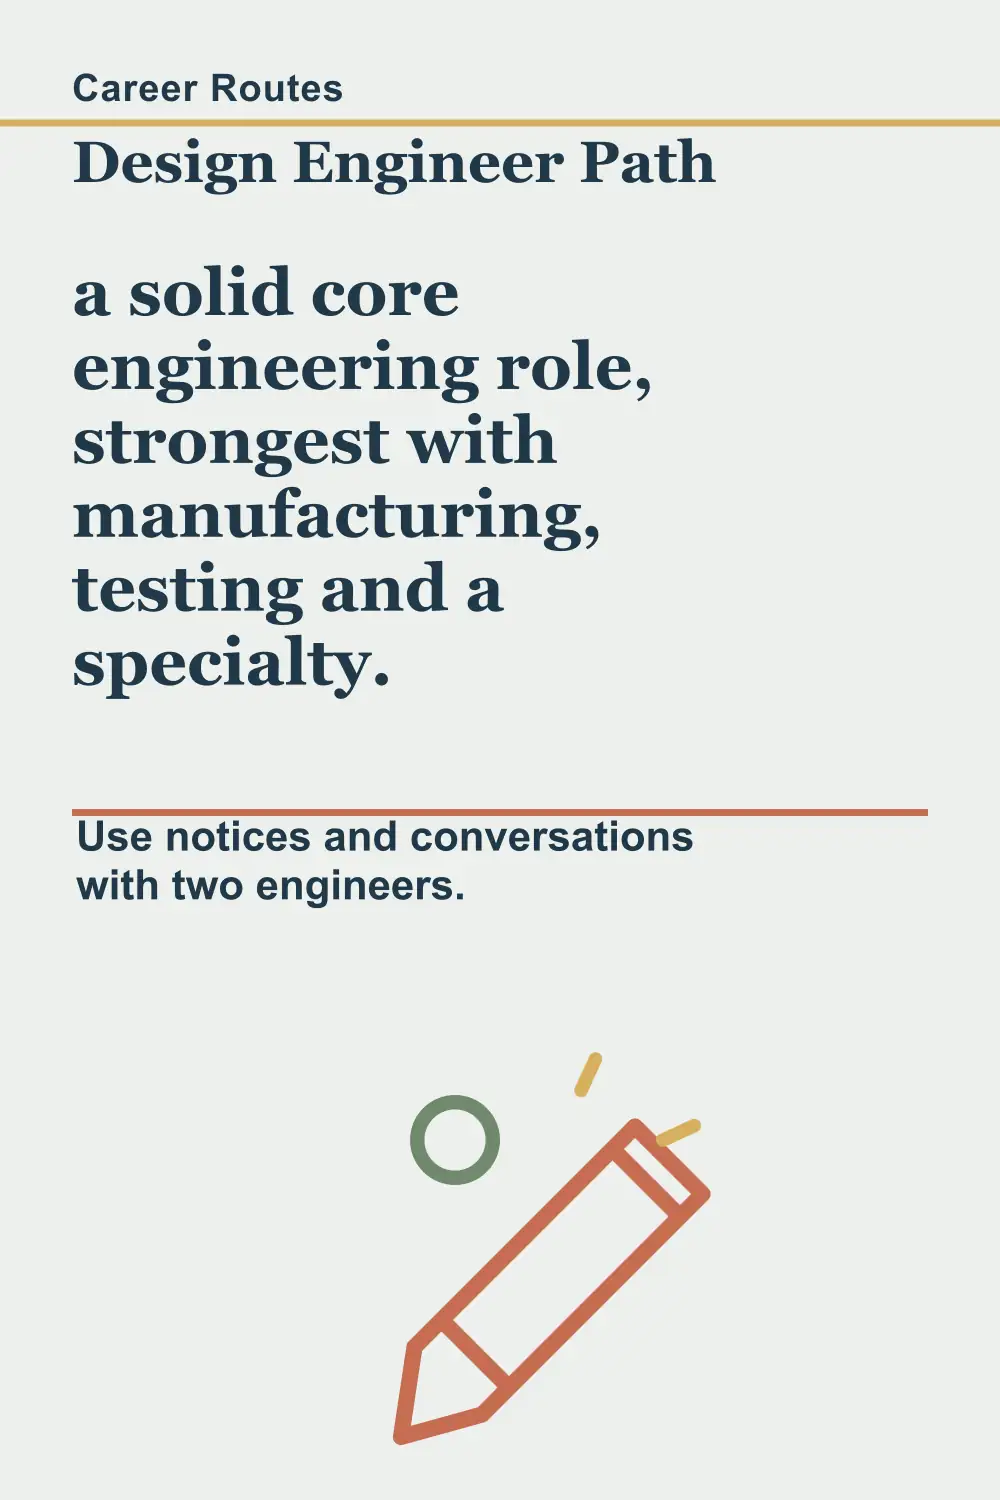 Career Routes
Design Engineer Path
a solid core
engineering role,
strongest with
manufacturing,
testing and a
specialty.
Use notices and conversations
with two engineers.